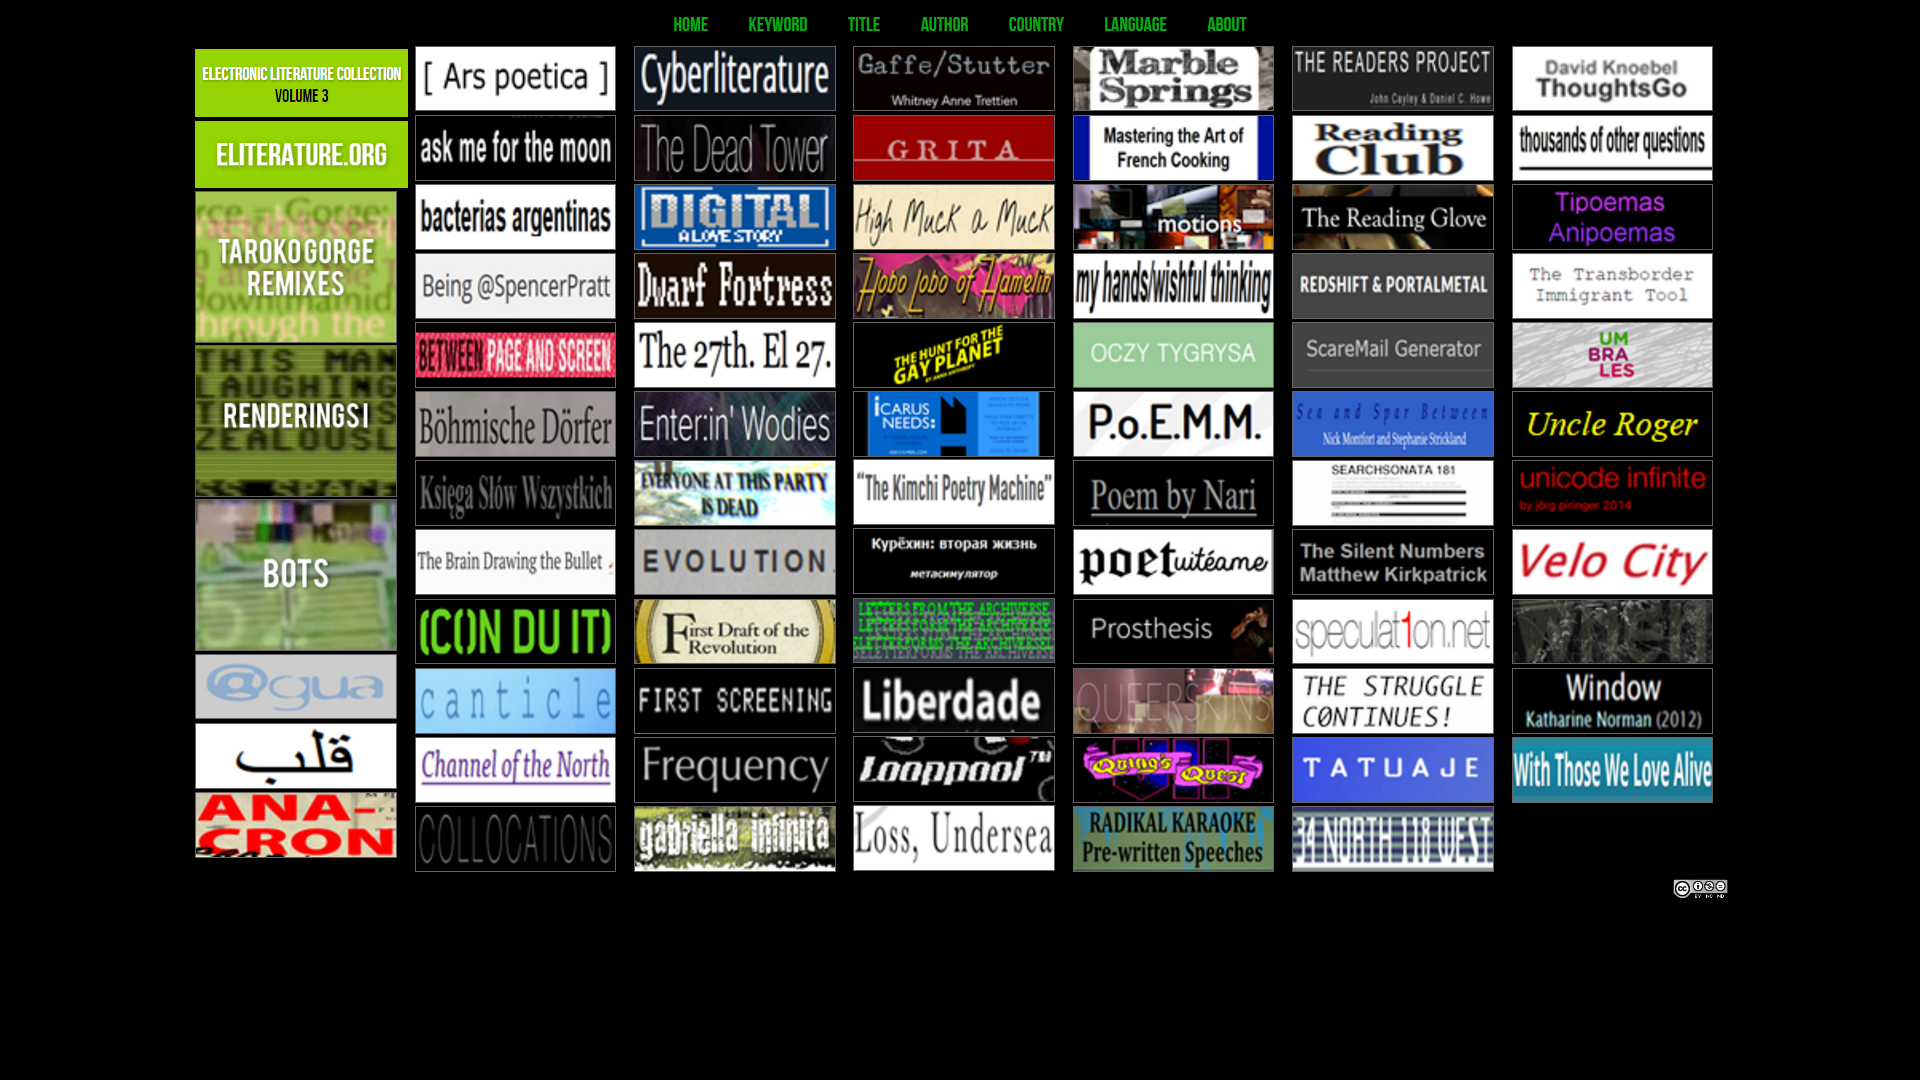 HOME KEYWORD TITLE AUTHOR COUNTRY LANGUAGE ABOUT
ELECTRONIC LITERATURE COLLECTION
VOLUME 3
ELITERATURE.ORG
TAROKO GORGE
REMIXES
RENDERINGS I
BOTS
@gua
قلب
ANA-
CRON
[ Ars poetica ]
ask me for the moon
bacterias argentinas
Being @SpencerPratt
BETWEEN PAGE AND SCREEN
Böhmische Dörfer
Księga Słów Wszystkich
The Brain Drawing the Bullet
(CON DU IT)
canticle
Channel of the North
COLLOCATIONS
Cyberliterature
The Dead Tower
DIGITAL
A LOVE STORY
Dwarf Fortress
The 27th. El 27.
Enter:in' Wodies
EVERYONE AT THIS PARTY
IS DEAD
EVOLUTION
First Draft of the
Revolution
FIRST SCREENING
Frequency
gabriella infinita
Gaffe/Stutter
Whitney Anne Trettien
GRITA
High Muck a Muck
Hobo Lobo of Hamelin
THE HUNT FOR THE
GAY PLANET
BY ANNA ANTHROPY
ICARUS
NEEDS:
"The Kimchi Poetry Machine"
Курёхин: вторая жизнь
метасимулятор
LETTERS FROM THE ARCHIVERSE
Liberdade
Looppool™
Loss, Undersea
Marble
Springs
Mastering the Art of
French Cooking
motions
my hands/wishful thinking
OCZY TYGRYSA
P.o.E.M.M.
Poem by Nari
poetuitéame
Prosthesis
QUEERSKINS
Quing's
Quest
RADIKAL KARAOKE
Pre-written Speeches
THE READERS PROJECT
John Cayley & Daniel C. Howe
Reading
Club
The Reading Glove
REDSHIFT & PORTALMETAL
ScareMail Generator
Sea and Spar Between
Nick Montfort and Stephanie Strickland
SEARCHSONATA 181
The Silent Numbers
Matthew Kirkpatrick
speculat1on.net
THE STRUGGLE
CONTINUES!
TATUAJE
34 NORTH 118 WEST
David Knoebel
ThoughtsGo
thousands of other questions
Tipoemas
Anipoemas
The Transborder
Immigrant Tool
UM
BRA
LES
Uncle Roger
unicode infinite
by jörg piringer 2014
Velo City
Window
Katharine Norman (2012)
With Those We Love Alive
cc
BY NC ND